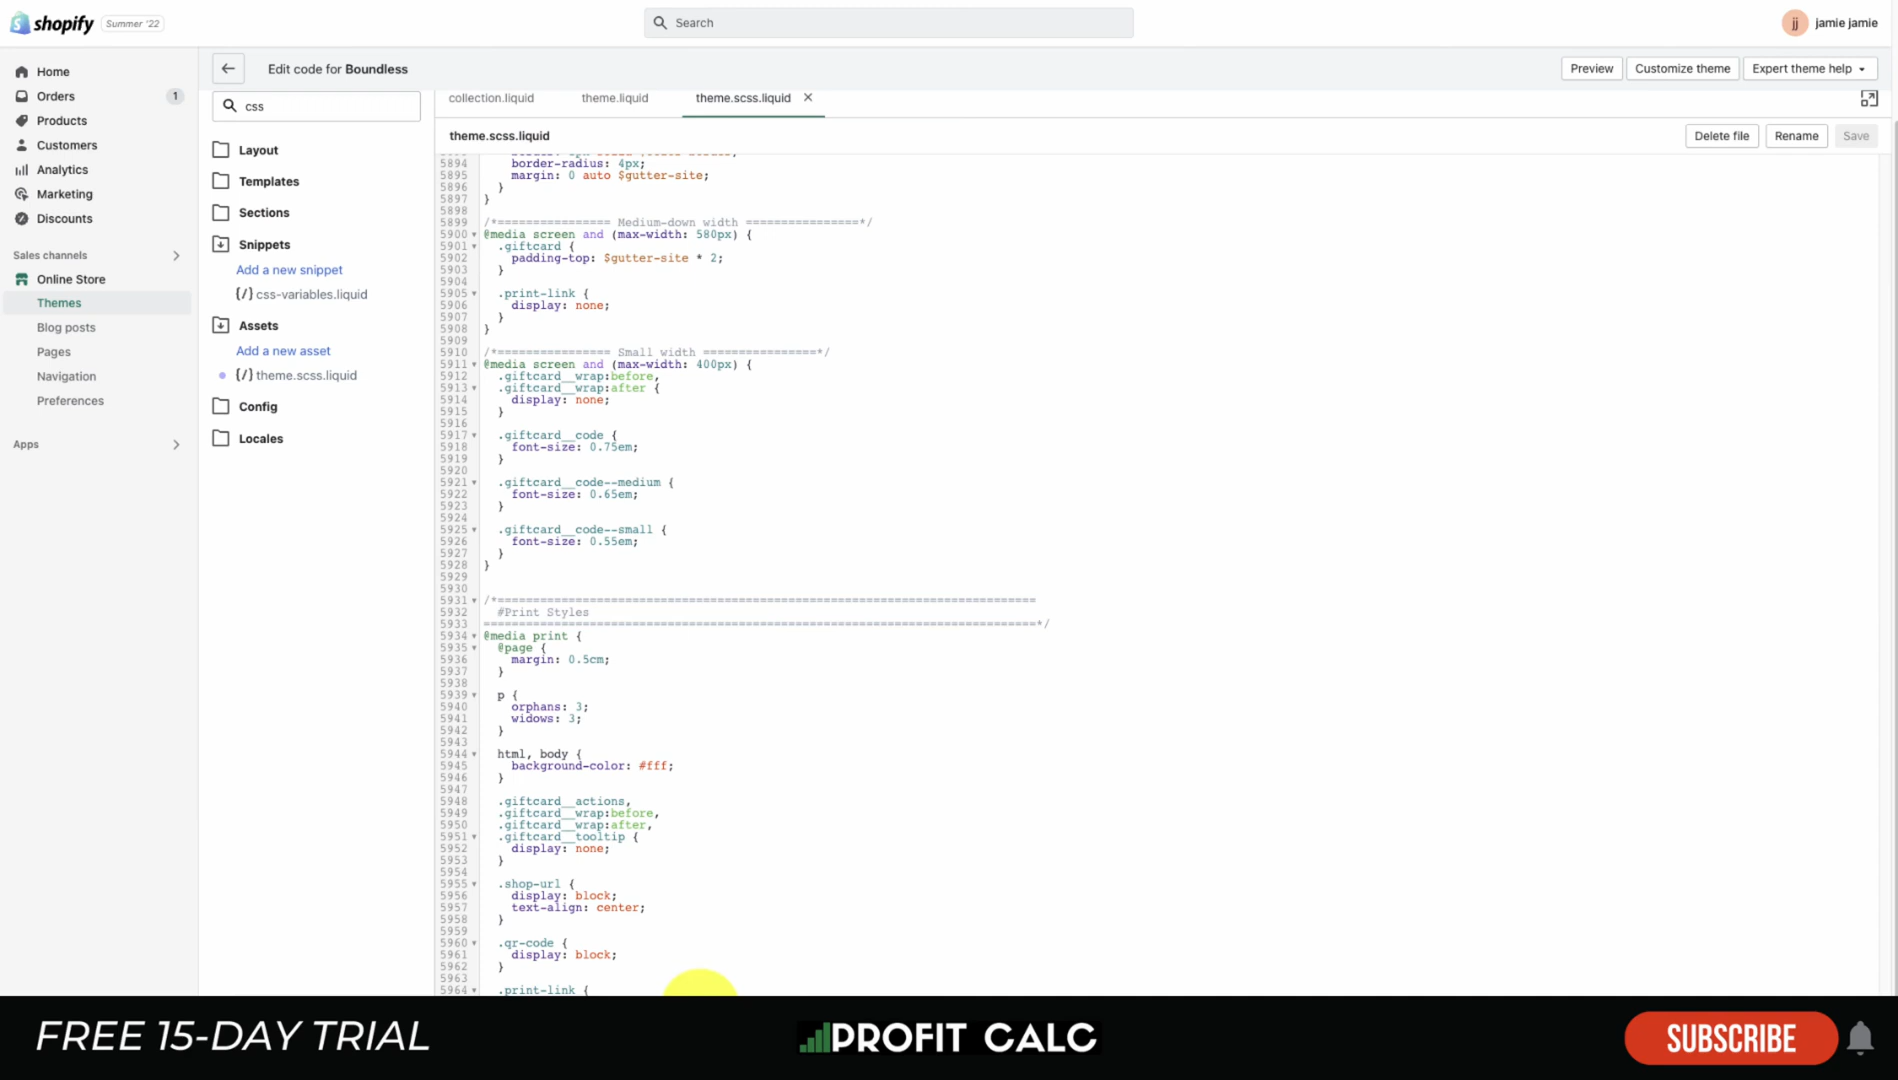 shopify Summer '22
Search
jj jamie jamie
Home
Orders 1
Products
Customers
Analytics
Marketing
Discounts
Sales channels
Online Store
Themes
Blog posts
Pages
Navigation
Preferences
Apps
Edit code for Boundless
Preview Customize theme Expert theme help
css
Layout
Templates
Sections
Snippets
Add a new snippet
{/} css-variables.liquid
Assets
Add a new asset
{/} theme.scss.liquid
Config
Locales
collection.liquid theme.liquid theme.scss.liquid
theme.scss.liquid
Delete file Rename Save
5894 border-radius: 4px;
5895 margin: 0 auto $gutter-site;
5896 }
5897 }
5898
5899 /*================ Medium-down width ================*/
5900 @media screen and (max-width: 580px) {
5901 .giftcard {
5902 padding-top: $gutter-site * 2;
5903 }
5904
5905 .print-link {
5906 display: none;
5907 }
5908 }
5909
5910 /*================ Small width ================*/
5911 @media screen and (max-width: 400px) {
5912 .giftcard__wrap:before,
5913 .giftcard__wrap:after {
5914 display: none;
5915 }
5916
5917 .giftcard__code {
5918 font-size: 0.75em;
5919 }
5920
5921 .giftcard__code--medium {
5922 font-size: 0.65em;
5923 }
5924
5925 .giftcard__code--small {
5926 font-size: 0.55em;
5927 }
5928 }
5929
5930
5931 /*============================================================================
5932 #Print Styles
5933 ==============================================================================*/
5934 @media print {
5935 @page {
5936 margin: 0.5cm;
5937 }
5938
5939 p {
5940 orphans: 3;
5941 widows: 3;
5942 }
5943
5944 html, body {
5945 background-color: #fff;
5946 }
5947
5948 .giftcard__actions,
5949 .giftcard__wrap:before,
5950 .giftcard__wrap:after,
5951 .giftcard__tooltip {
5952 display: none;
5953 }
5954
5955 .shop-url {
5956 display: block;
5957 text-align: center;
5958 }
5959
5960 .qr-code {
5961 display: block;
5962 }
5963
5964 .print-link {
FREE 15-DAY TRIAL
PROFIT CALC
SUBSCRIBE